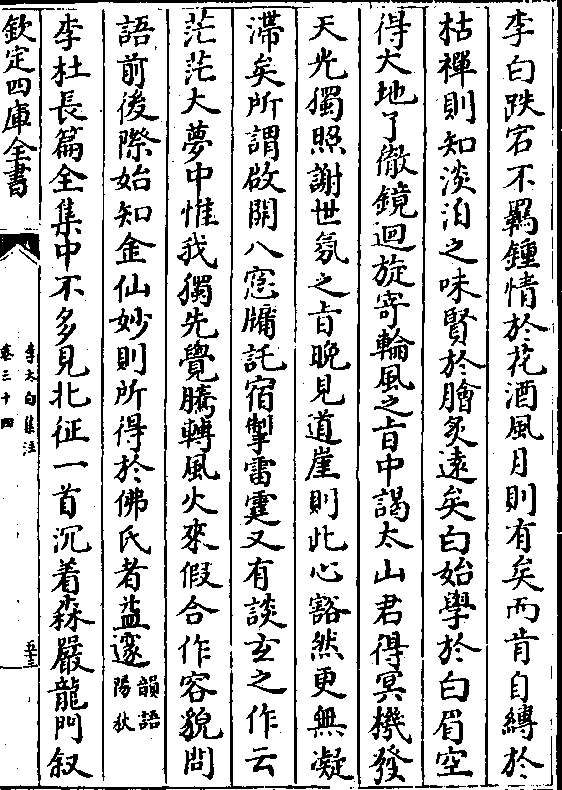 李白跌宕不羈鍾情於花酒風月則有矣而肯自縛於
枯禪則知淡泊之味賢於膾炙遠矣白始學於白眉空
得大地了徹鏡迴旋寄輪風之旨中謁太山君得冥機發
天光獨照謝世氛之旨晚見道崖則此心豁然更無凝
滯矣所謂啟開八窓牖託宿掣雷霆又有談玄之作云
茫茫大夢中惟我獨先覺騰轉風火來假合作容貌問
語前後際始知金仙妙則所得於佛氏者益邃韻語陽秋
李杜長篇全集中不多見北征一首沉着森嚴龍門叙
欽定四庫全書
李太白集注
卷三十四